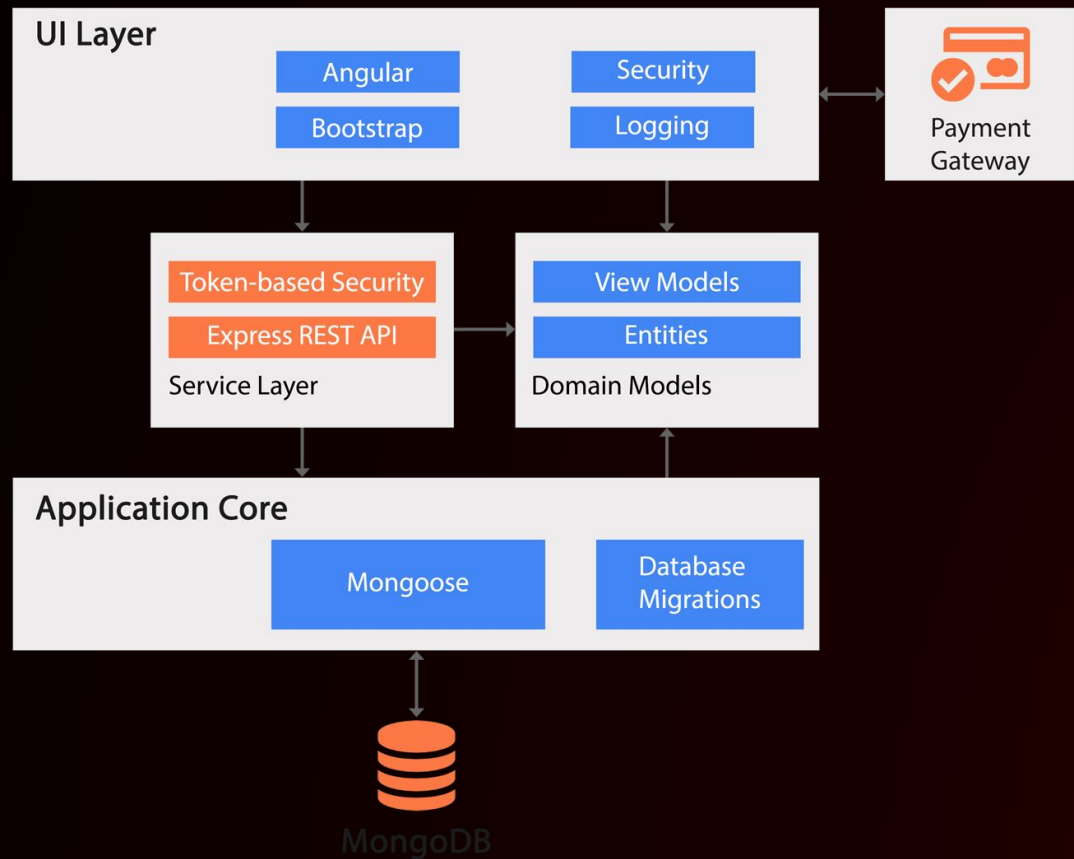 UI Layer
Angular
Security
Bootstrap
Logging
Payment
Gateway
Token-based Security
Express REST API
Service Layer
View Models
Entities
Domain Models
Application Core
Mongoose
Database
Migrations
MongoDB